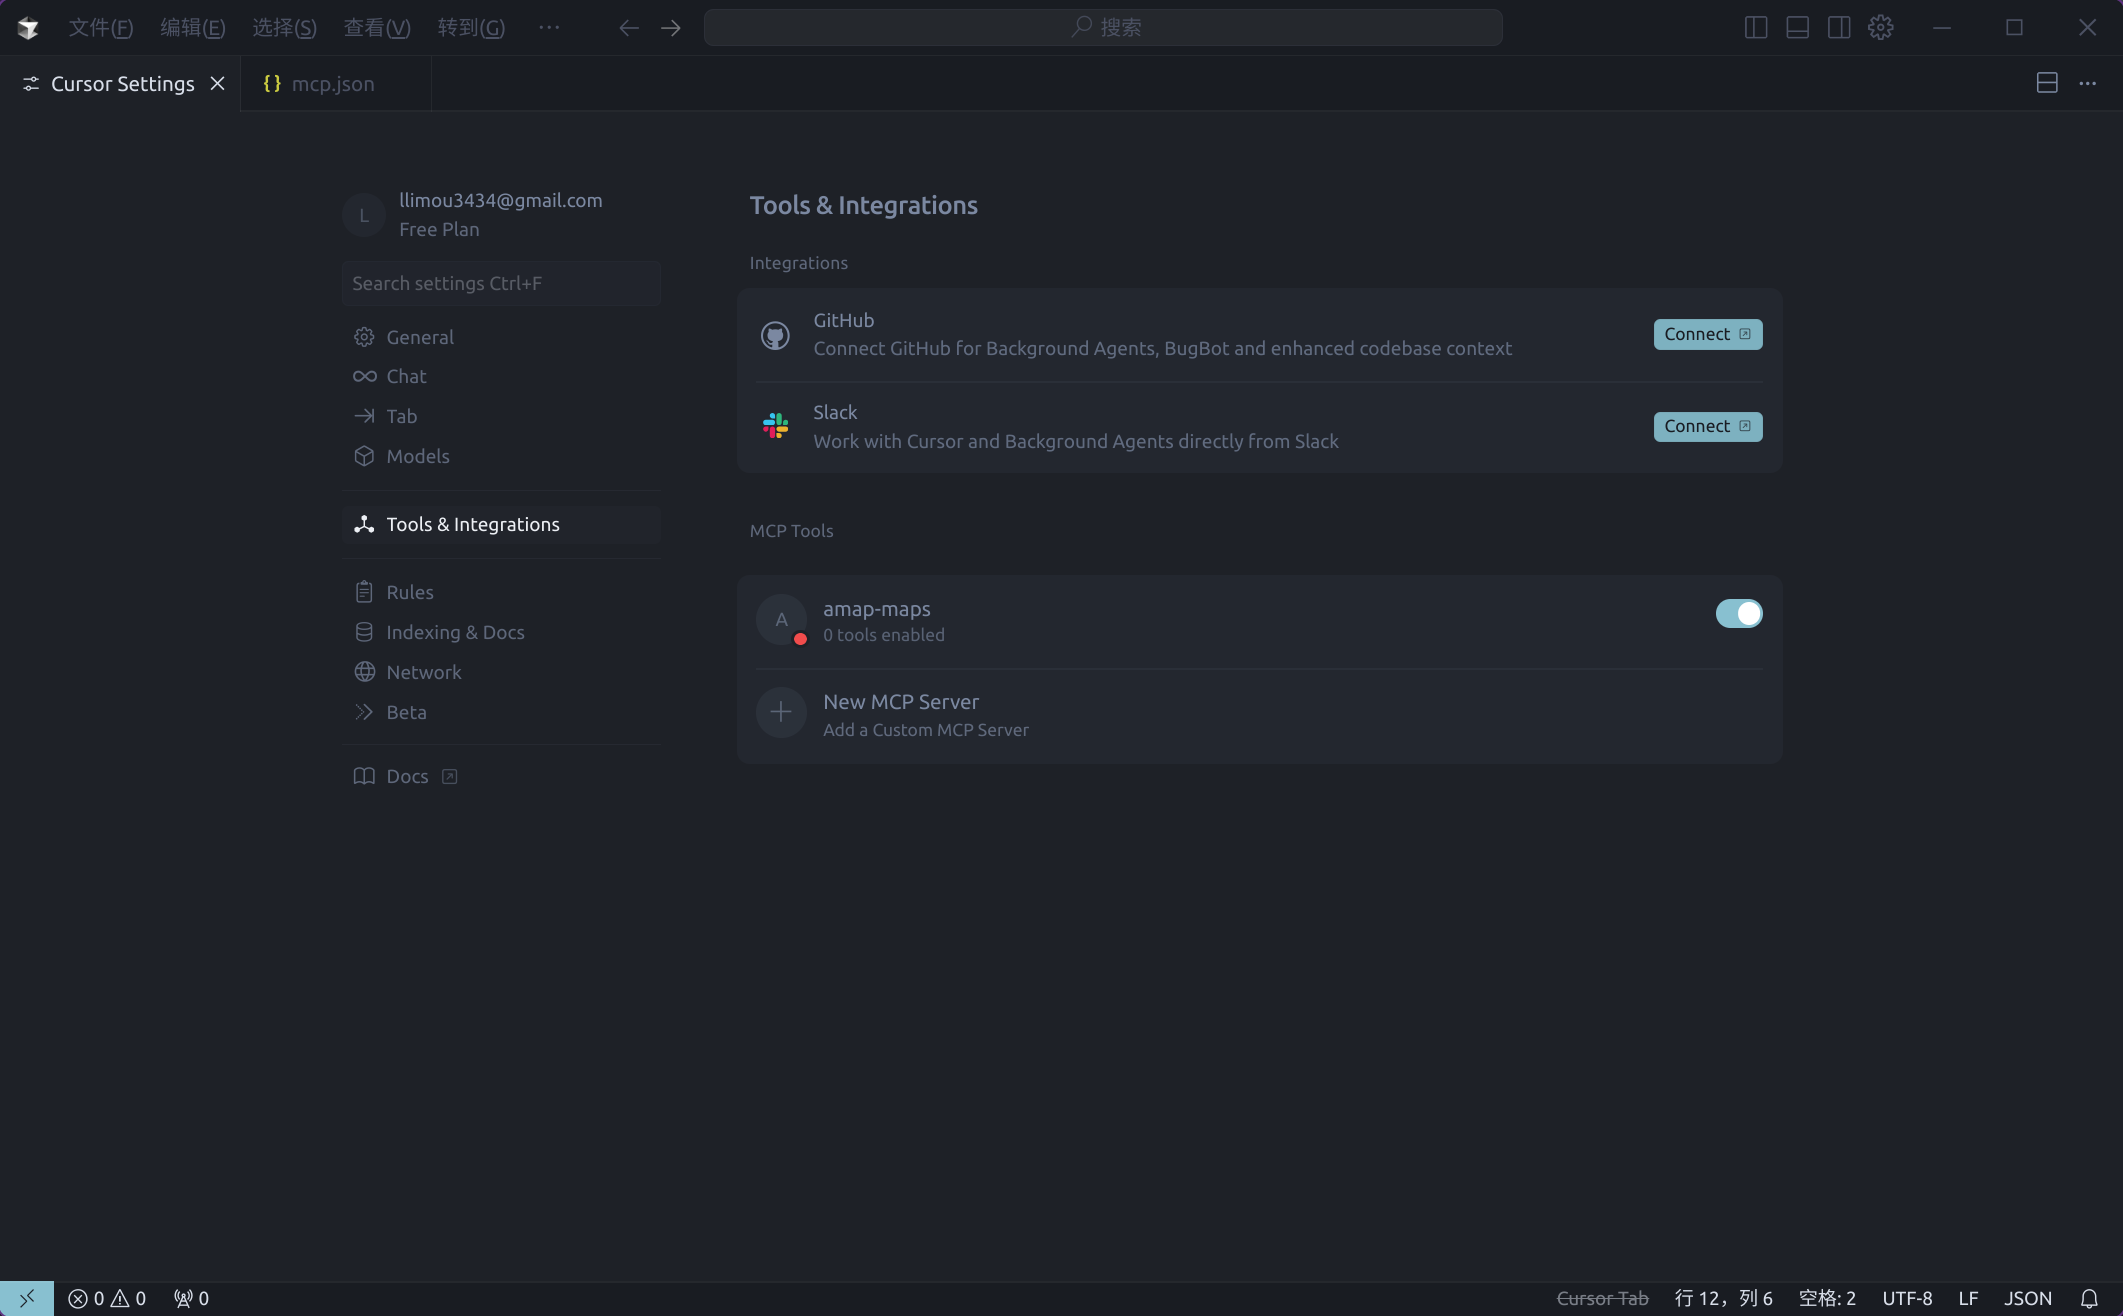 文件(F) 编辑(E) 选择(S) 查看(V) 转到(G) ··· 搜索
Cursor Settings mcp.json
L
llimou3434@gmail.com
Free Plan
Search settings Ctrl+F
General
Chat
Tab
Models
Tools & Integrations
Rules
Indexing & Docs
Network
Beta
Docs
Tools & Integrations
Integrations
GitHub
Connect GitHub for Background Agents, BugBot and enhanced codebase context
Connect
Slack
Work with Cursor and Background Agents directly from Slack
Connect
MCP Tools
A
amap-maps
0 tools enabled
New MCP Server
Add a Custom MCP Server
0 0 0 Cursor Tab 行 12，列 6 空格: 2 UTF-8 LF JSON